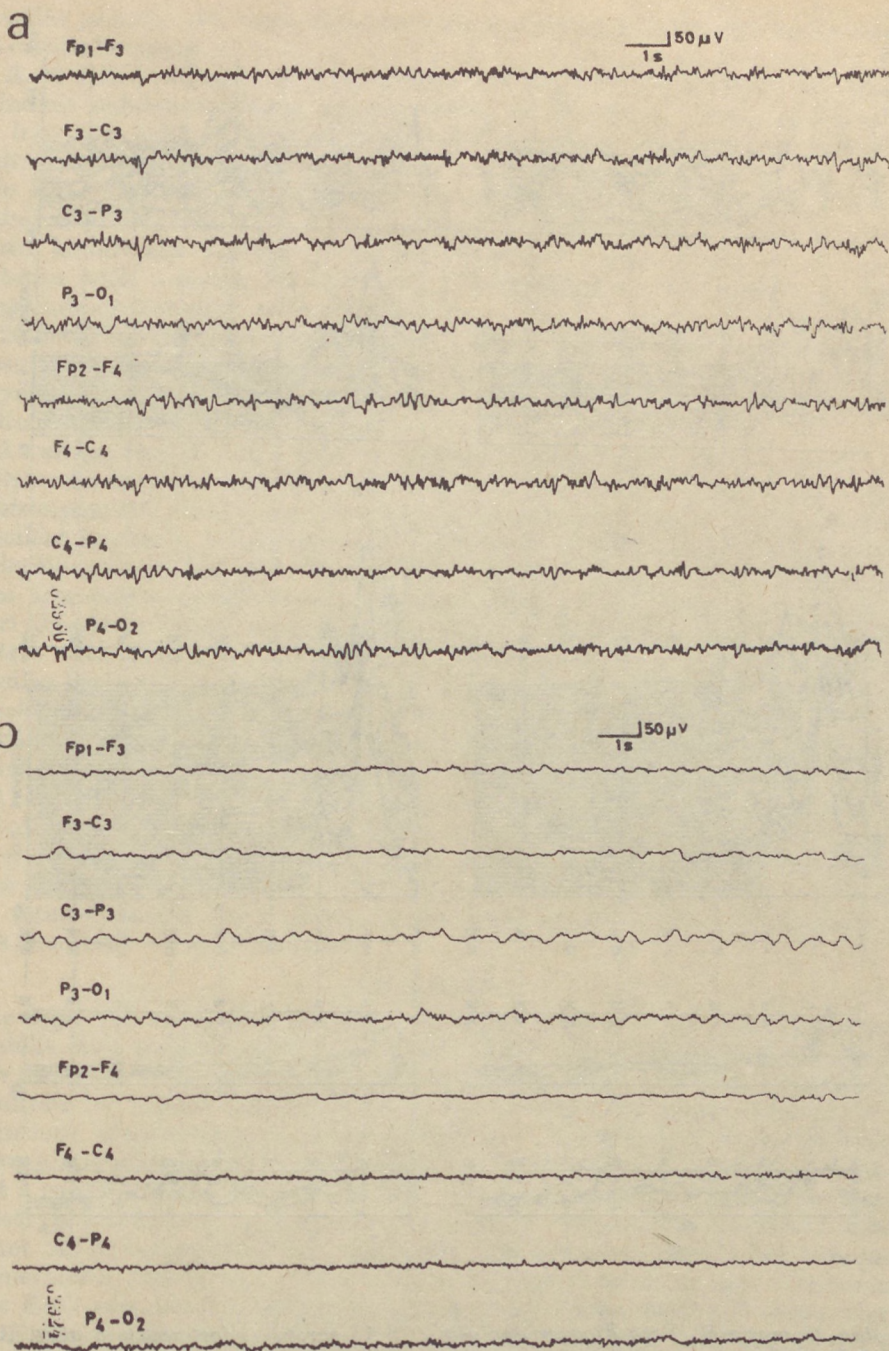 a
Fp1-F3
50 μV
1 s
F3-C3
C3-P3
P3-O1
Fp2-F4
F4-C4
C4-P4
P4-O2
Fp1-F3
50 μV
1s
F3-C3
C3-P3
P3-O1
Fp2-F4
F4-C4
C4-P4
P4-O2